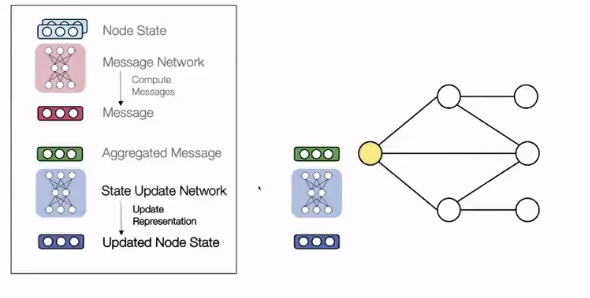 Node State
Message Network
Compute
Messages
Message
Aggregated Message
State Update Network
Update
Representation
Updated Node State